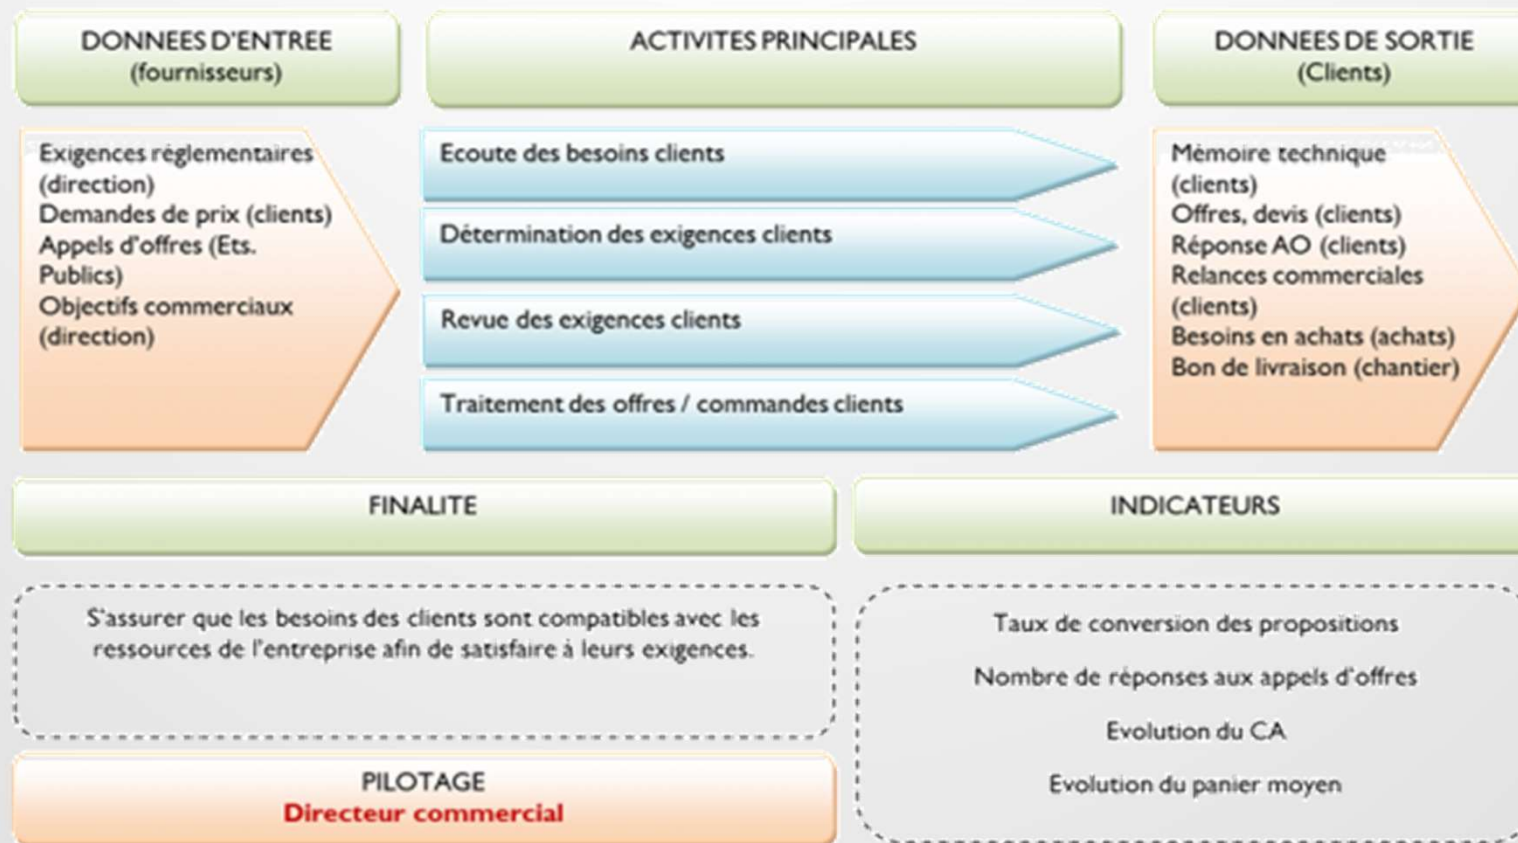 DONNEES D'ENTREE
(fournisseurs)
ACTIVITES PRINCIPALES
DONNEES DE SORTIE
(Clients)
Exigences réglementaires
(direction)
Demandes de prix (clients)
Appels d'offres (Ets.
Publics)
Objectifs commerciaux
(direction)
Ecoute des besoins clients
Détermination des exigences clients
Revue des exigences clients
Traitement des offres / commandes clients
Mémoire technique
(clients)
Offres, devis (clients)
Réponse AO (clients)
Relances commerciales
(clients)
Besoins en achats (achats)
Bon de livraison (chantier)
FINALITE
S'assurer que les besoins des clients sont compatibles avec les
ressources de l'entreprise afin de satisfaire à leurs exigences.
PILOTAGE
Directeur commercial
INDICATEURS
Taux de conversion des propositions
Nombre de réponses aux appels d'offres
Evolution du CA
Evolution du panier moyen